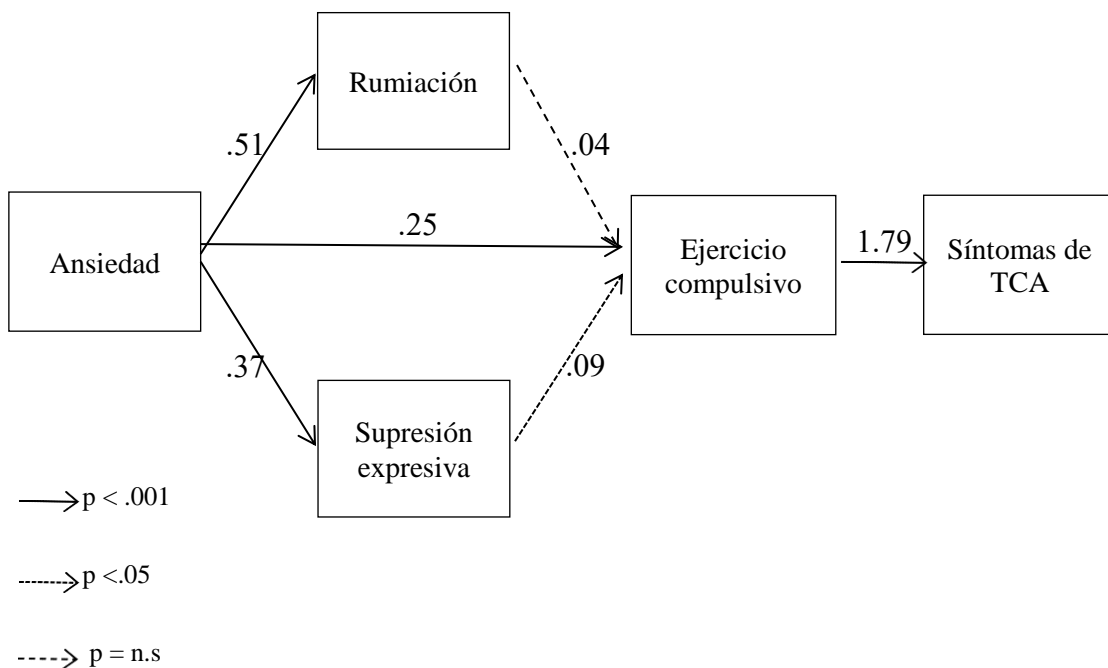 Rumiación
.51
.04
Ansiedad
.25
Ejercicio
compulsivo
1.79
Síntomas de
TCA
.37
.09
Supresión
expresiva
p < .001
p <.05
p = n.s